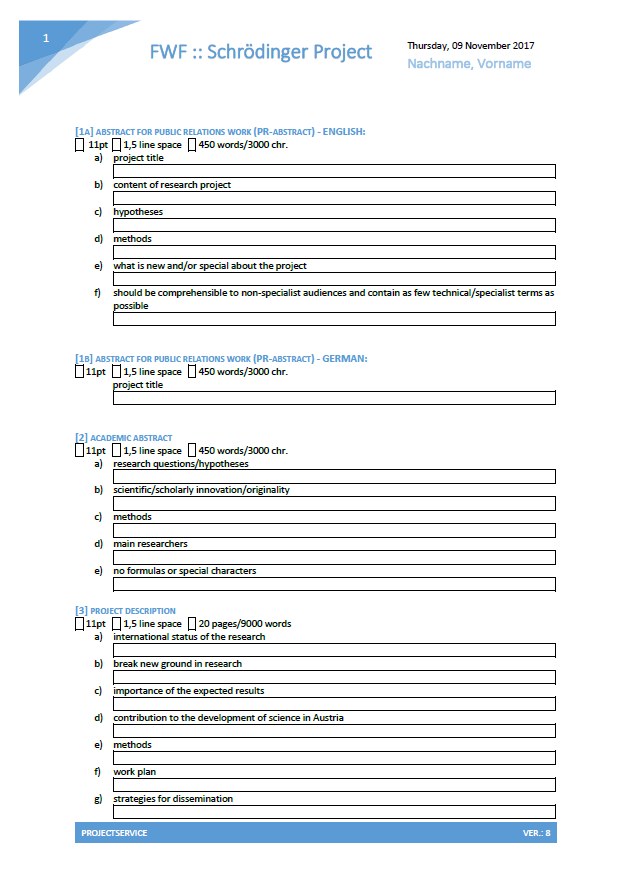 1
FWF :: Schrödinger Project
Thursday, 09 November 2017
Nachname, Vorname
[1A] ABSTRACT FOR PUBLIC RELATIONS WORK (PR-ABSTRACT) - ENGLISH:
11pt 1,5 line space 450 words/3000 chr.
a) project title
b) content of research project
c) hypotheses
d) methods
e) what is new and/or special about the project
f) should be comprehensible to non-specialist audiences and contain as few technical/specialist terms as
possible
[1B] ABSTRACT FOR PUBLIC RELATIONS WORK (PR-ABSTRACT) - GERMAN:
11pt 1,5 line space 450 words/3000 chr.
project title
[2] ACADEMIC ABSTRACT
11pt 1,5 line space 450 words/3000 chr.
a) research questions/hypotheses
b) scientific/scholarly innovation/originality
c) methods
d) main researchers
e) no formulas or special characters
[3] PROJECT DESCRIPTION
11pt 1,5 line space 20 pages/9000 words
a) international status of the research
b) break new ground in research
c) importance of the expected results
d) contribution to the development of science in Austria
e) methods
f) work plan
g) strategies for dissemination
PROJECTSERVICE VER.: 8